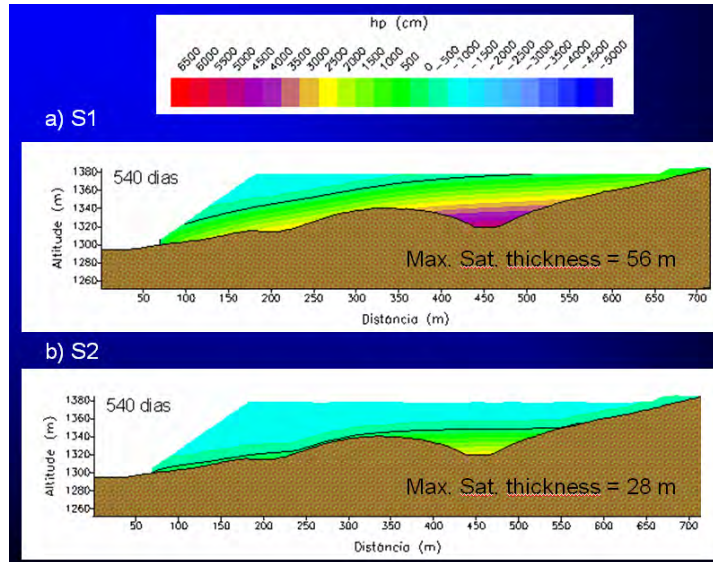 hp (cm)
6500 6000 5500 5000 4500 4000 3500 3000 2500 2000 1500 1000 500 0 -500 -1000 -1500 -2000 -2500 -3000 -3500 -4000 -4500 -5000
a) S1
540 dias
Altitude (m)
1380
1360
1340
1320
1300
1280
1260
Max. Sat. thickness = 56 m
50 100 150 200 250 300 350 400 450 500 550 600 650 700
Distáncia (m)
b) S2
540 dias
Altitude (m)
1380
1360
1340
1320
1300
1280
1260
Max. Sat. thickness = 28 m
50 100 150 200 250 300 350 400 450 500 550 600 650 700
Distáncia (m)